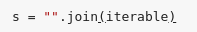 s = "".join(iterable)